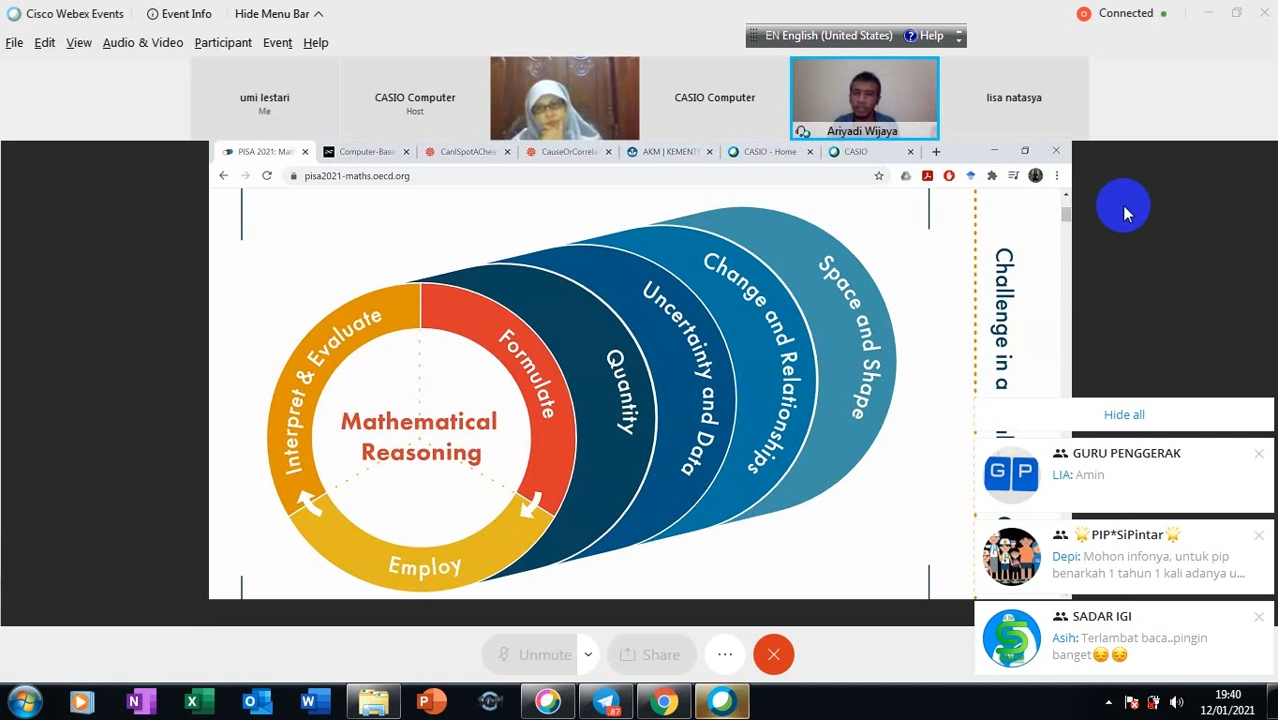 Cisco Webex Events
Event Info
Hide Menu Bar
Connected
File Edit View Audio & Video Participant Event Help
EN English (United States) Help
umi lestari
Me
CASIO Computer
Host
CASIO Computer
Ariyadi Wijaya
lisa natasya
PISA 2021: Mat
Computer-Base
CanISpotAChea
CauseOrCorrela
AKM | KEMENT
CASIO - Home
CASIO
pisa2021-maths.oecd.org
Interpret & Evaluate
Formulate
Employ
Mathematical
Reasoning
Quantity
Uncertainty and Data
Change and Relationships
Space and Shape
Challenge in a
Hide all
GURU PENGGERAK
LIA: Amin
PIP*SiPintar
Depi: Mohon infonya, untuk pip
benarkah 1 tahun 1 kali adanya u...
SADAR IGI
Asih: Terlambat baca..pingin
banget
Unmute
Share
87
19:40
12/01/2021